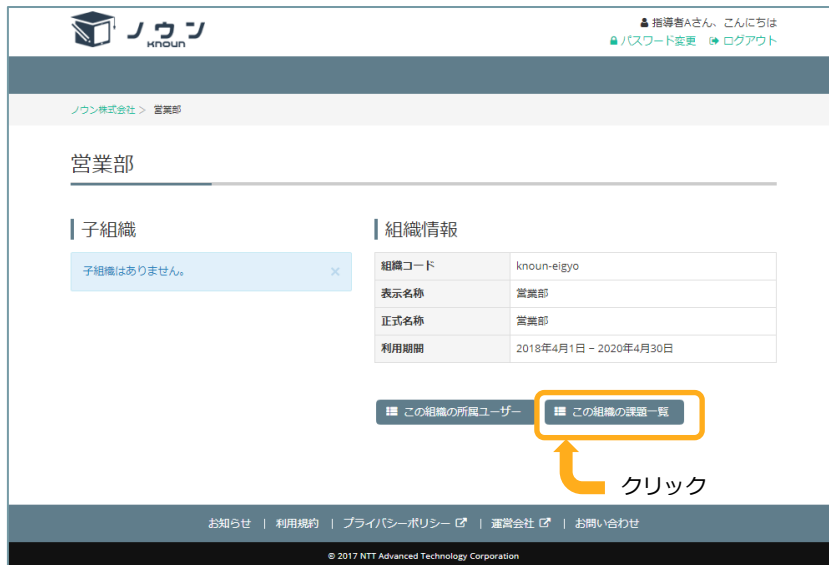 ノウン
KNOUN
指導者Aさん、こんにちは
パスワード変更 ログアウト
ノウン株式会社 > 営業部
営業部
子組織
子組織はありません。 ×
組織情報
組織コード knoun-eigyo
表示名称 営業部
正式名称 営業部
利用期間 2018年4月1日 – 2020年4月30日
この組織の所属ユーザー この組織の課題一覧
クリック
お知らせ | 利用規約 | プライバシーポリシー | 運営会社 | お問い合わせ
© 2017 NTT Advanced Technology Corporation